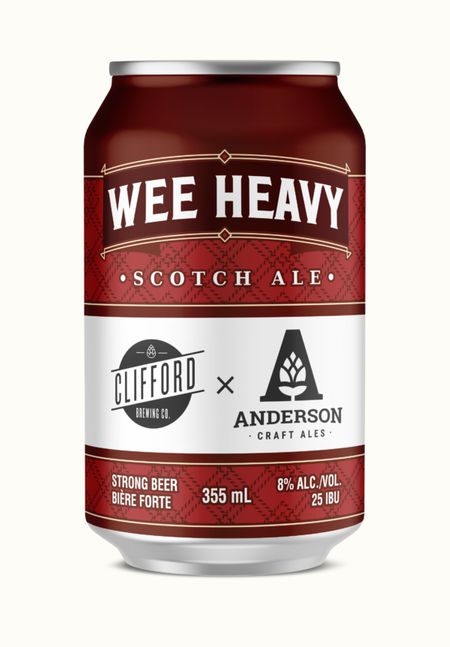 WEE HEAVY
•SCOTCH ALE•
CLIFFORD
BREWING CO.
×
A
ANDERSON
· CRAFT ALES ·
STRONG BEER
BIÈRE FORTE
355 mL
8% ALC./VOL.
25 IBU